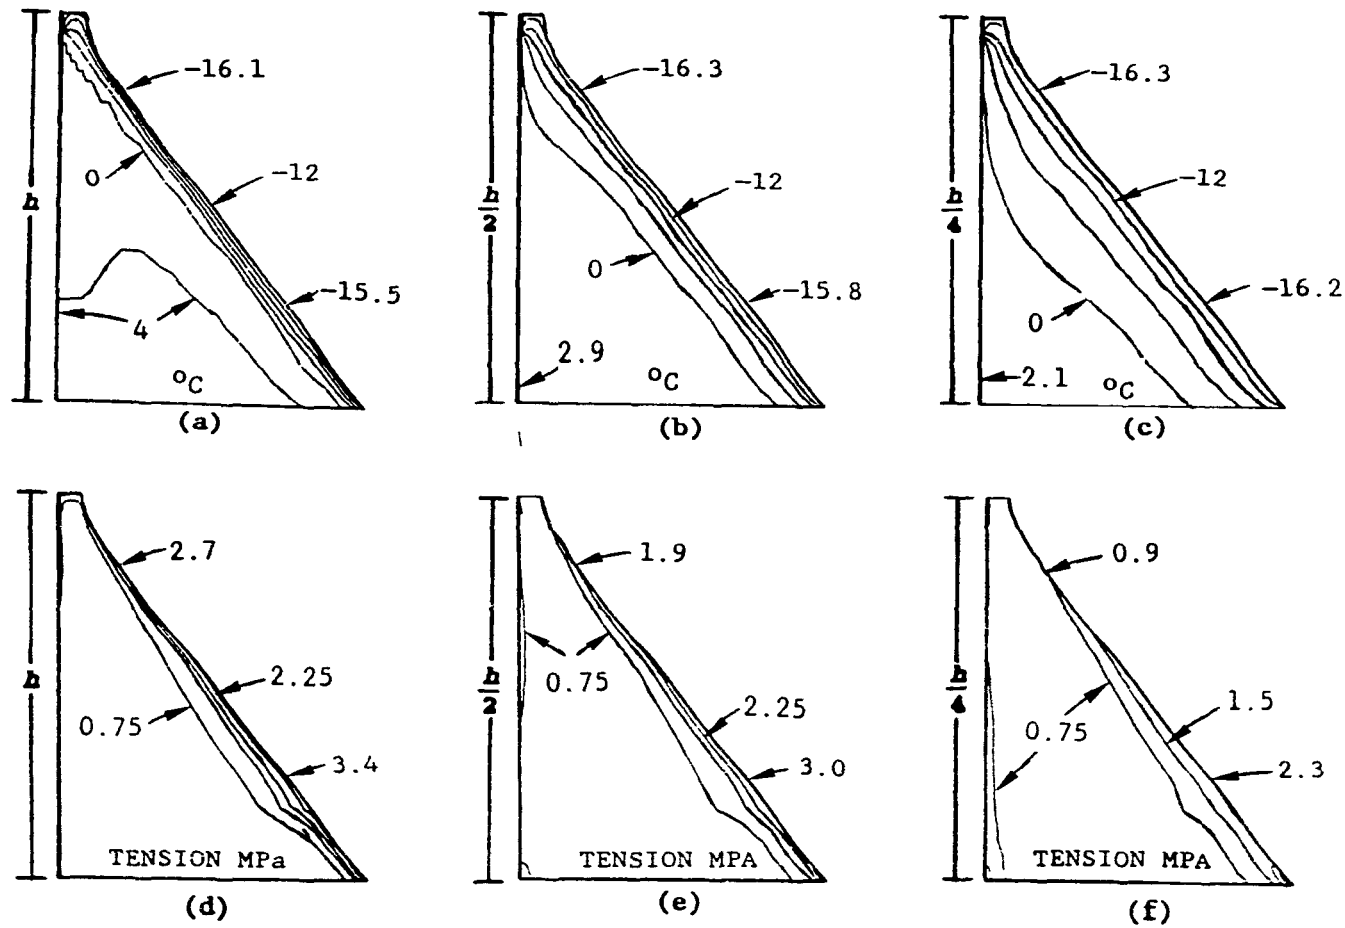 -16.1
0
-12
h
-15.5
4
°C
(a)
-16.3
-12
h/2
0
-15.8
2.9
°C
(b)
-16.3
-12
h/4
-16.2
0
2.1
°C
(c)
2.7
2.25
h
0.75
3.4
TENSION MPa
(d)
1.9
0.75
h/2
2.25
3.0
TENSION MPA
(e)
0.9
h/4
0.75
1.5
2.3
TENSION MPA
(f)